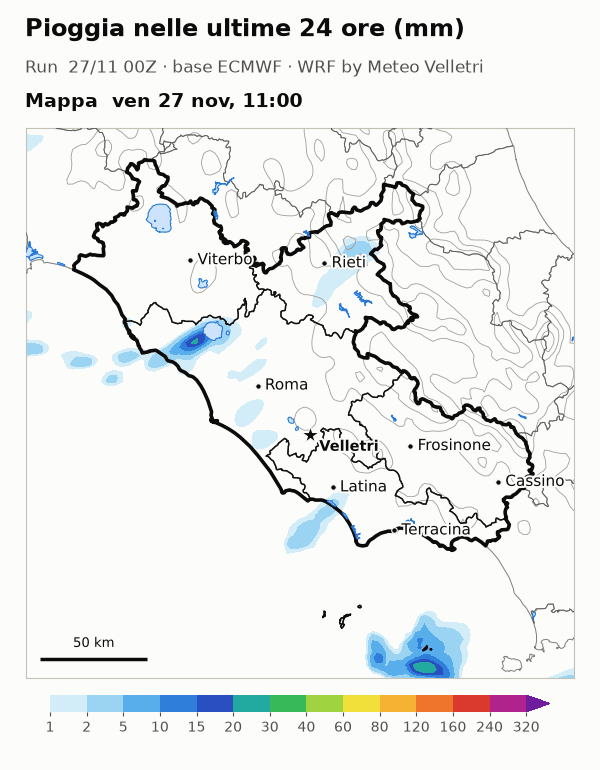 Pioggia nelle ultime 24 ore (mm)
Run  27/11 00Z · base ECMWF · WRF by Meteo Velletri
Mappa  ven 27 nov, 11:00
Viterbo
Rieti
Roma
Velletri
Frosinone
Cassino
Latina
Terracina
50 km
1 2 5 10 15 20 30 40 60 80 120 160 240 320